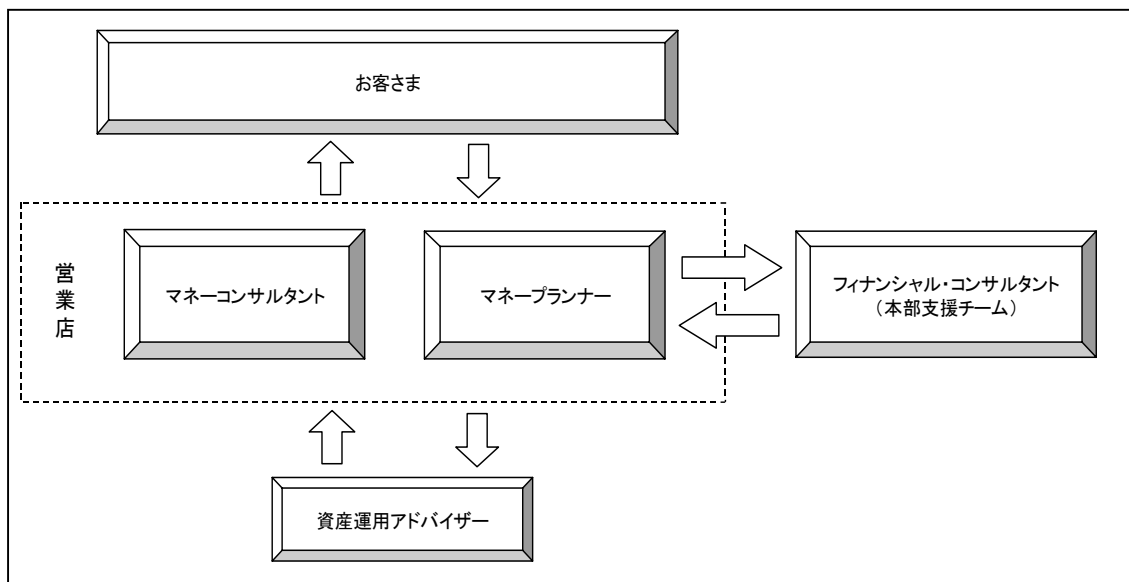 お客さま
営業店
マネーコンサルタント
マネープランナー
フィナンシャル・コンサルタント
（本部支援チーム）
資産運用アドバイザー